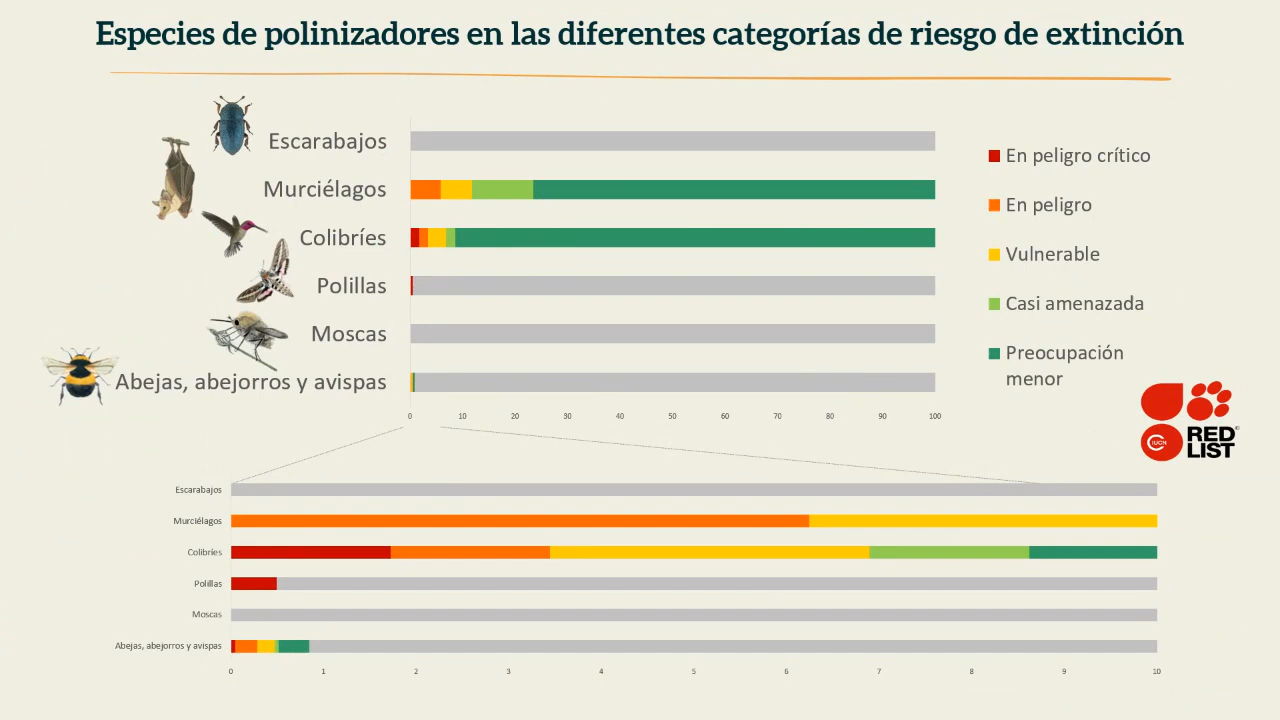 Especies de polinizadores en las diferentes categorías de riesgo de extinción
Escarabajos
Murciélagos
Colibríes
Polillas
Moscas
Abejas, abejorros y avispas
0 10 20 30 40 50 60 70 80 90 100
En peligro crítico
En peligro
Vulnerable
Casi amenazada
Preocupación
menor
IUCN
RED
LIST
Escarabajos
Murciélagos
Colibríes
Polillas
Moscas
Abejas, abejorros y avispas
0 1 2 3 4 5 6 7 8 9 10